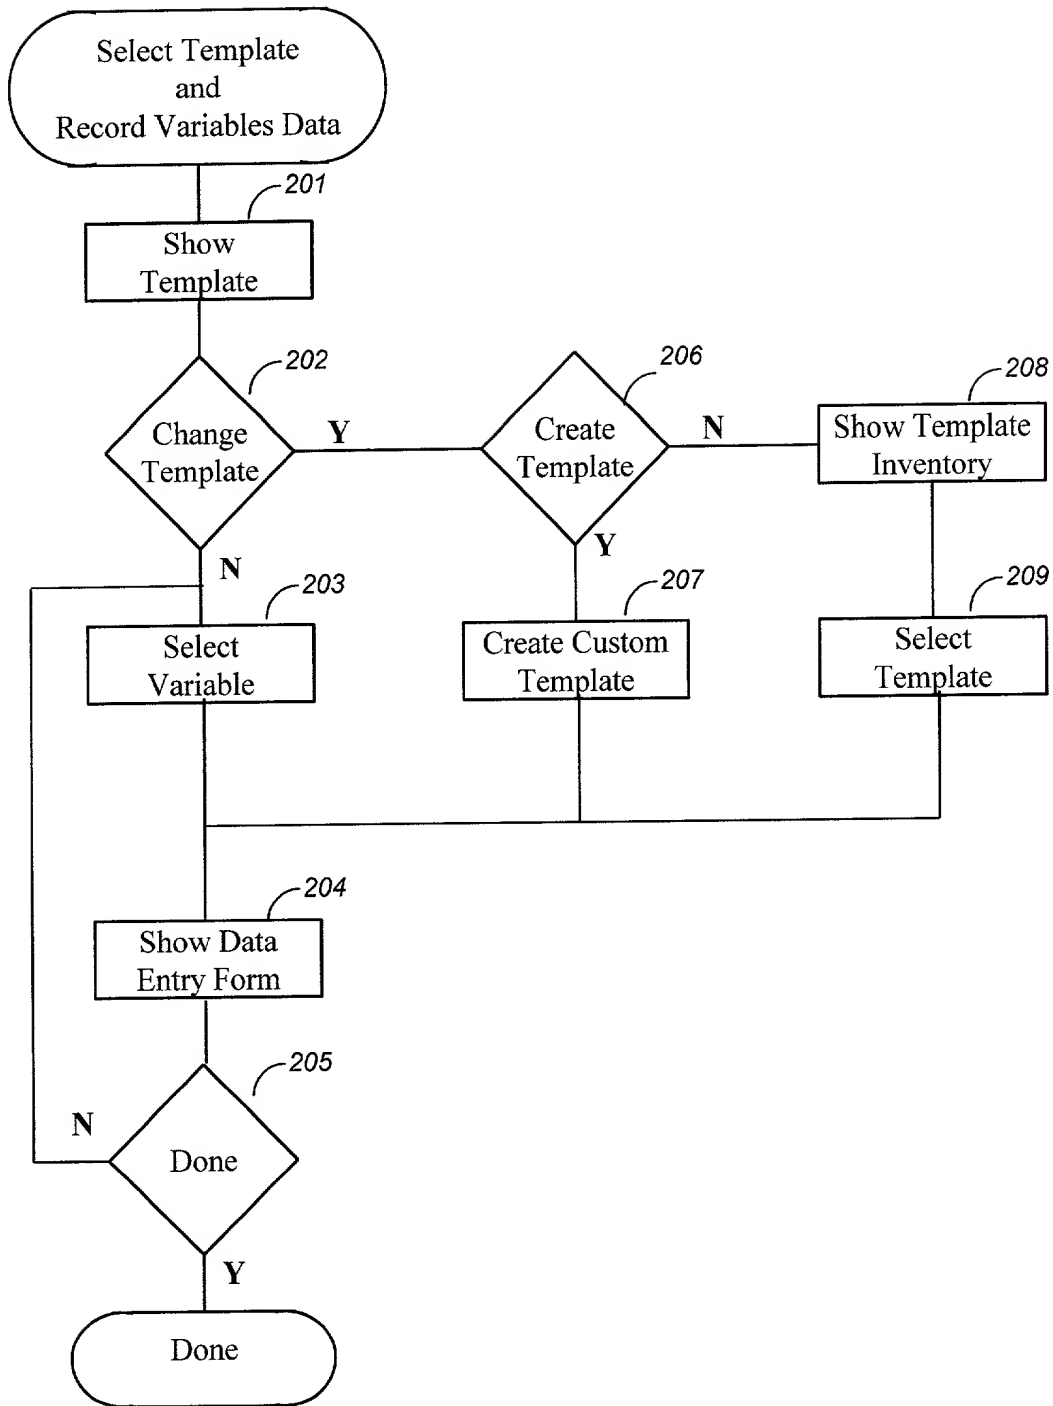 Select Template
and
Record Variables Data
201
Show
Template
202
Change
Template
Y
206
Create
Template
N
208
Show Template
Inventory
N
Y
203
Select
Variable
207
Create Custom
Template
209
Select
Template
204
Show Data
Entry Form
205
N
Done
Y
Done